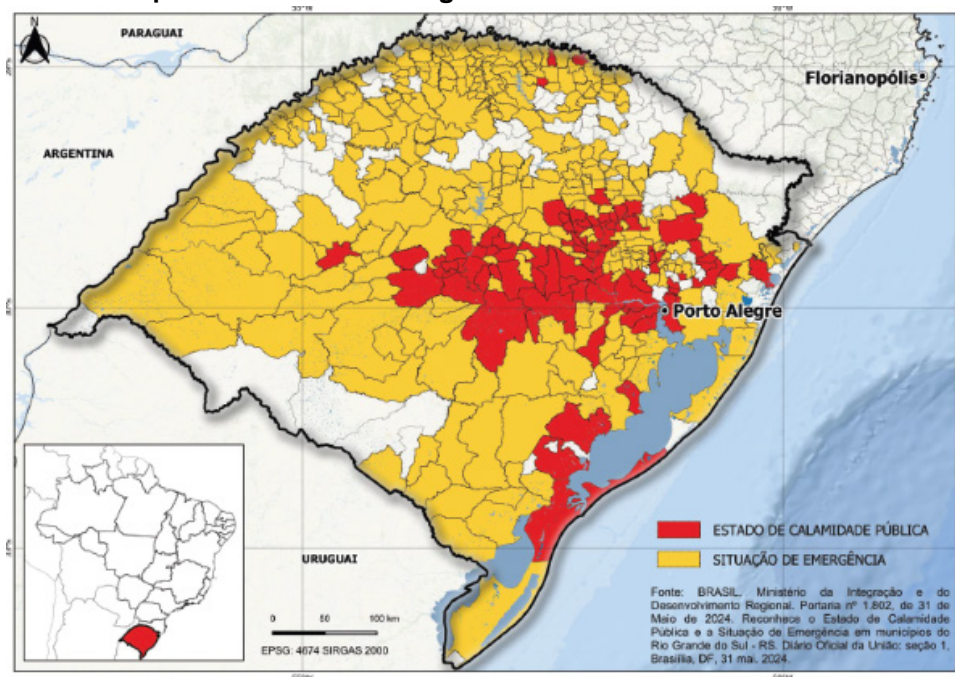 N
PARAGUAI
Florianopólis
ARGENTINA
Porto Alegre
URUGUAI
0 50 100 km
EPSG: 4674 SIRGAS 2000
ESTADO DE CALAMIDADE PÚBLICA
SITUAÇÃO DE EMERGÊNCIA
Fonte: BRASIL. Ministério da Integração e do
Desenvolvimento Regional. Portaria nº 1.802, de 31 de
Maio de 2024. Reconhece o Estado de Calamidade
Pública e a Situação de Emergência em municípios do
Rio Grande do Sul - RS. Diário Oficial da União: seção 1,
Brasília, DF, 31 mai. 2024.